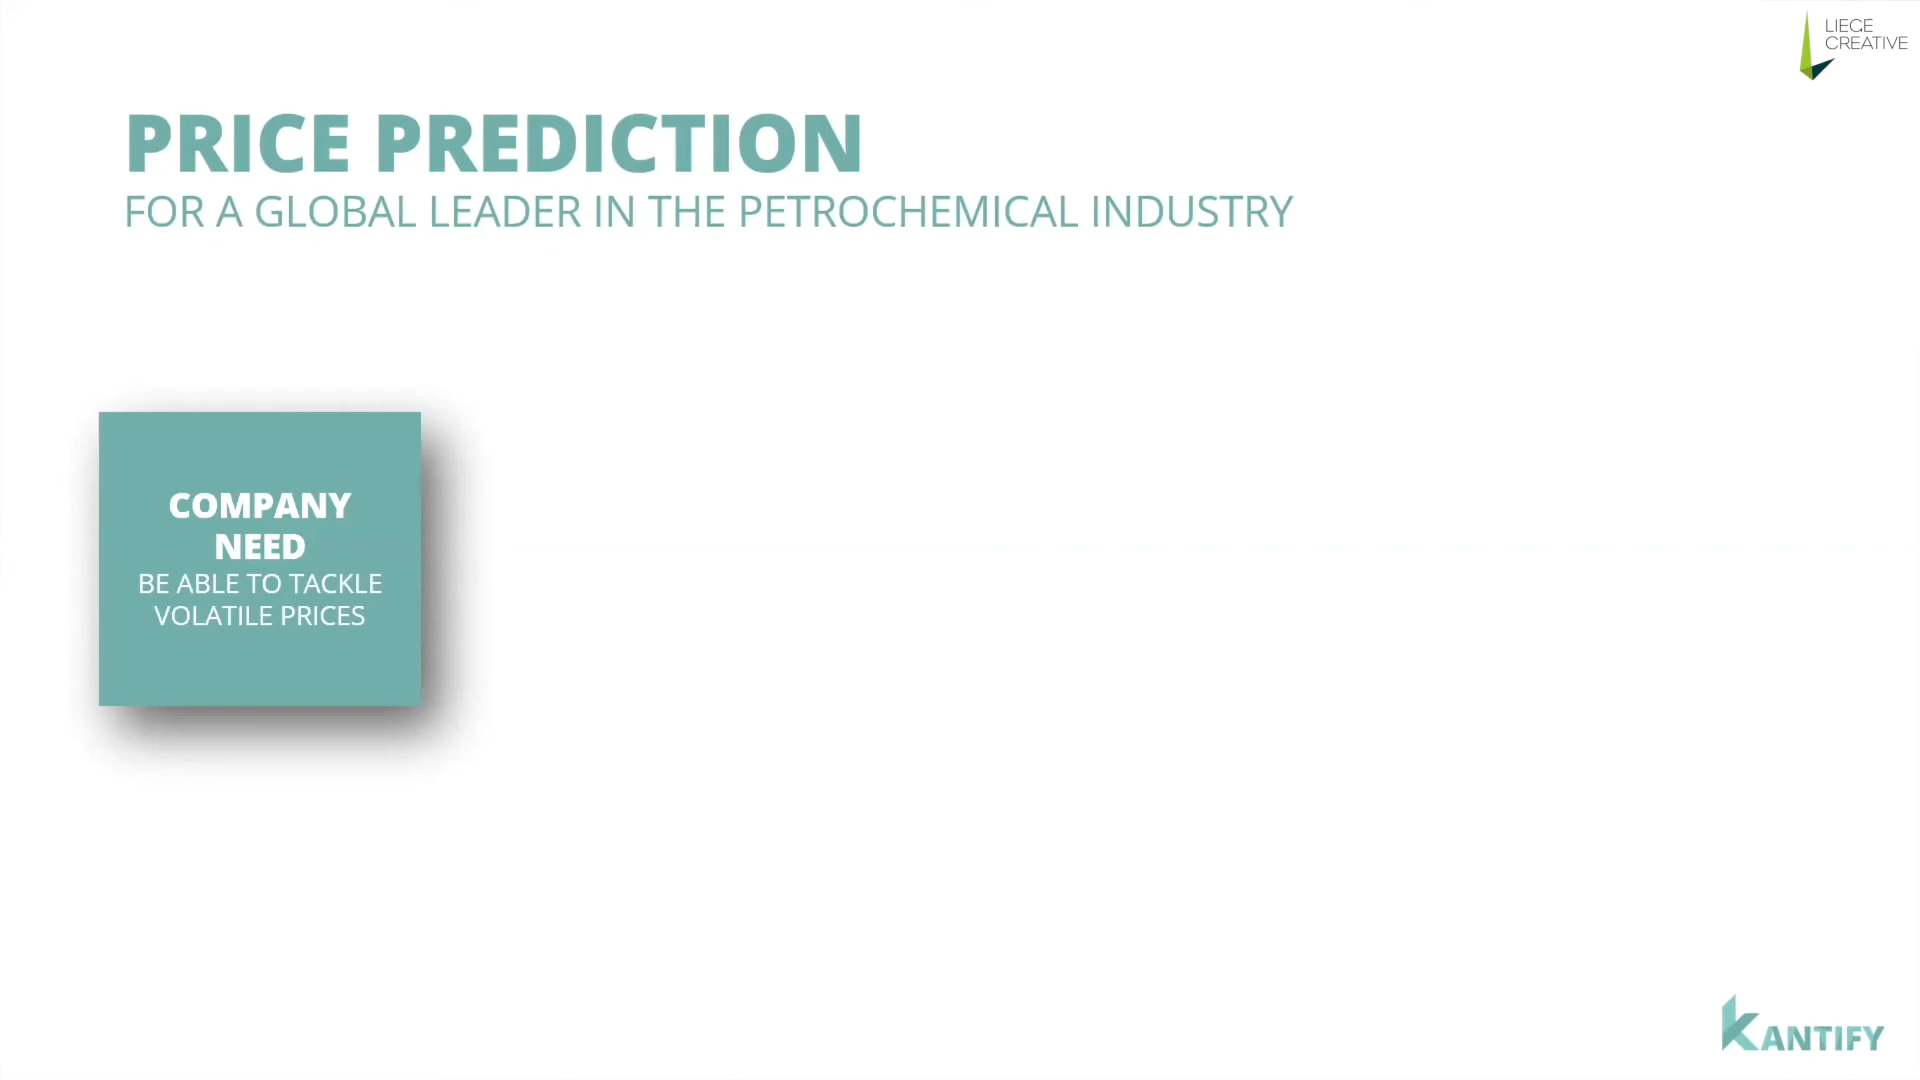 LIEGE
CREATIVE
PRICE PREDICTION
FOR A GLOBAL LEADER IN THE PETROCHEMICAL INDUSTRY
COMPANY
NEED
BE ABLE TO TACKLE
VOLATILE PRICES
KANTIFY